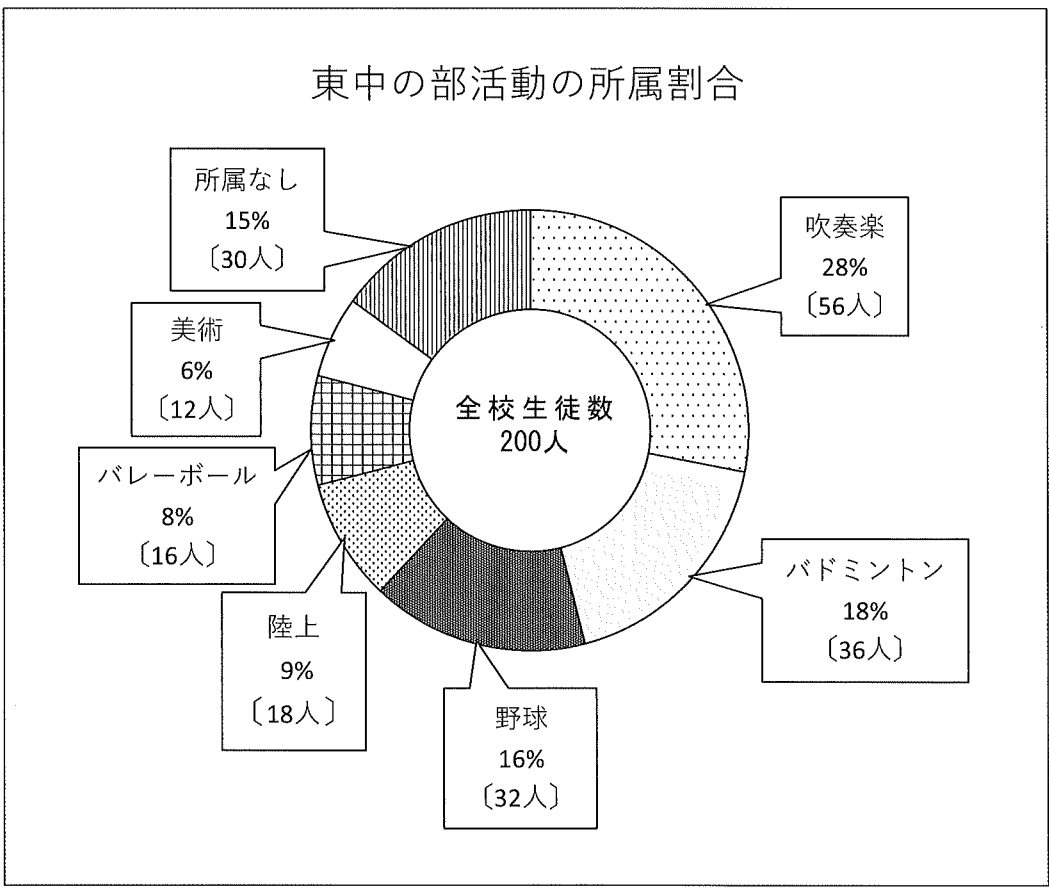 東中の部活動の所属割合
所属なし
15%
〔30人〕
吹奏楽
28%
〔56人〕
美術
6%
〔12人〕
全校生徒数
200人
バレーボール
8%
〔16人〕
バドミントン
18%
〔36人〕
陸上
9%
〔18人〕
野球
16%
〔32人〕